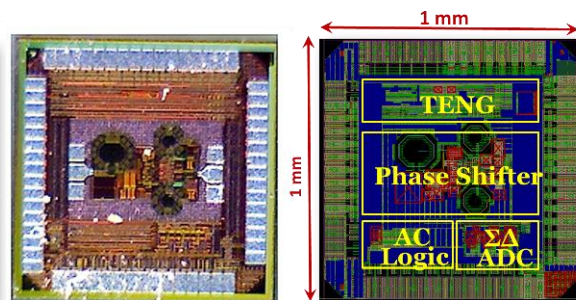 1 mm
1 mm
TENG
Phase Shifter
AC
Logic
ΣΔ
ADC